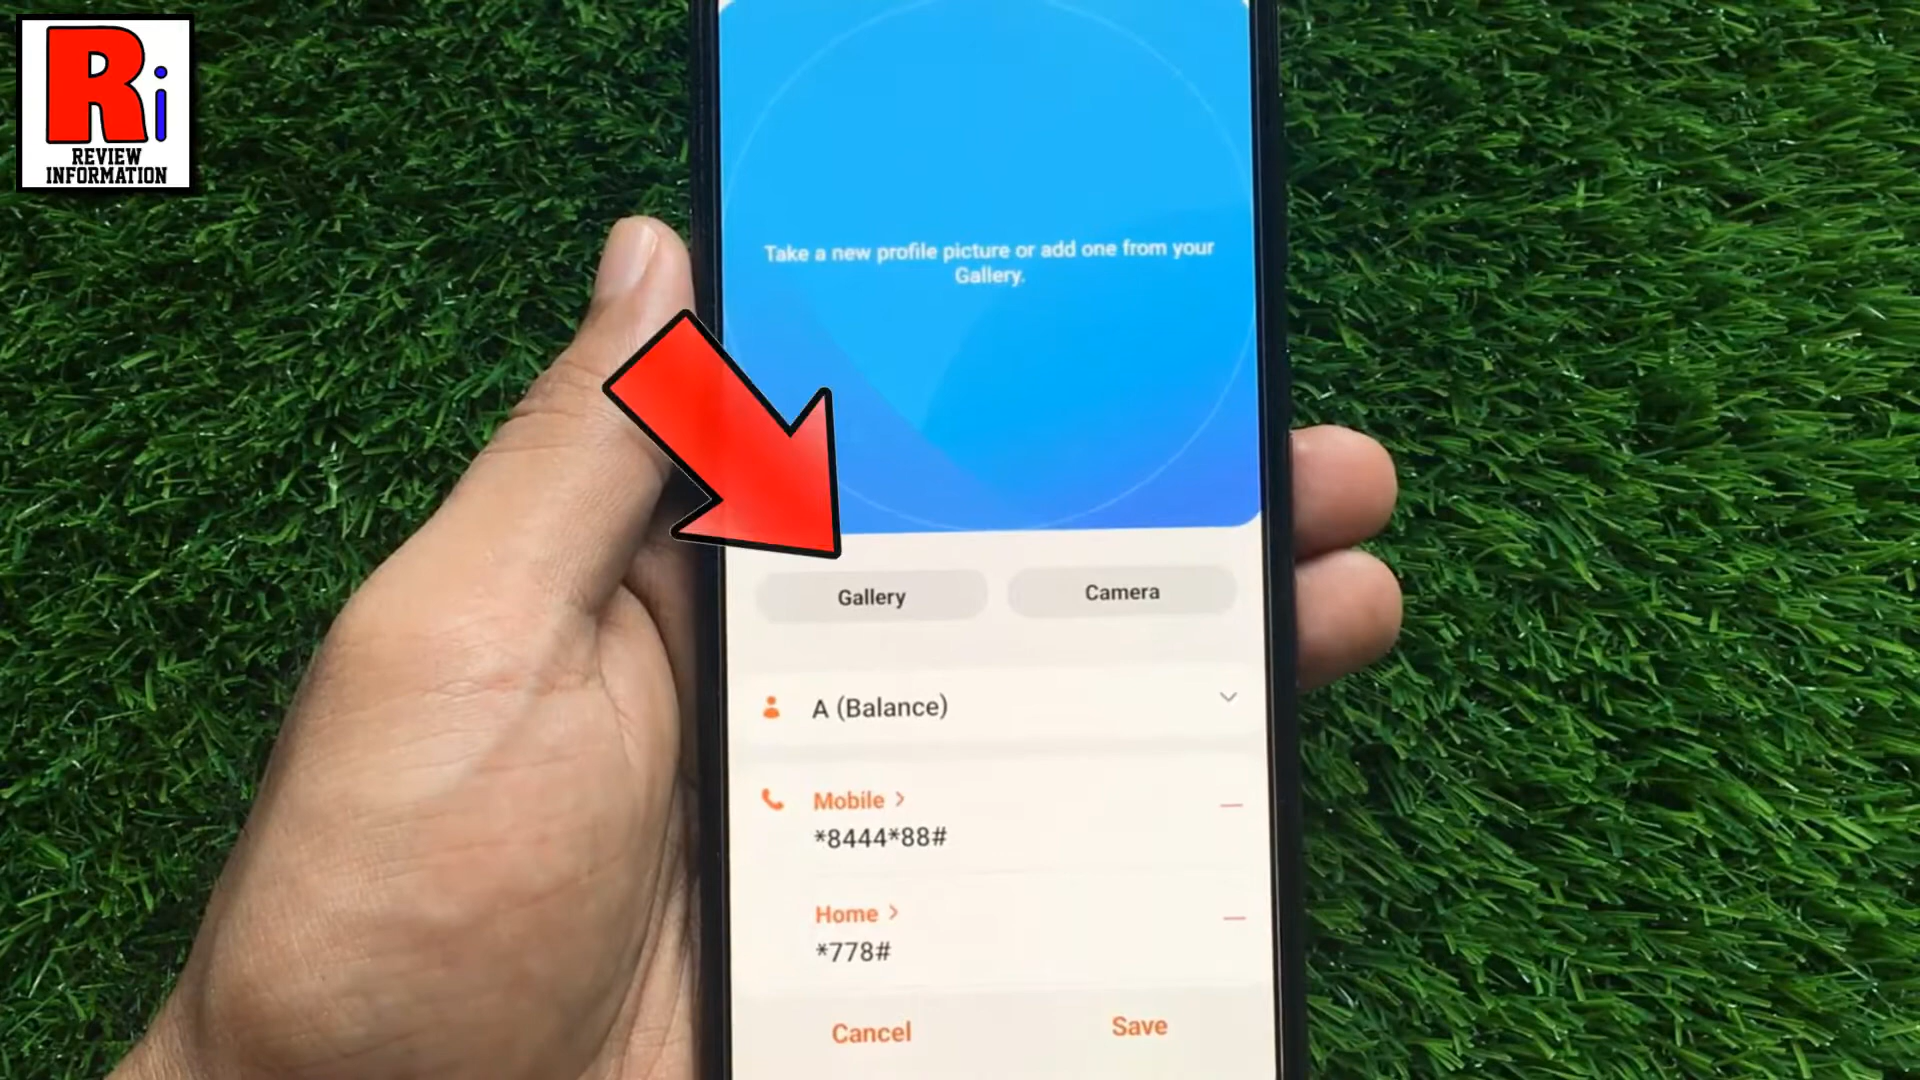 Ri
REVIEW
INFORMATION
Take a new profile picture or add one from your
Gallery.
Gallery
Camera
A (Balance)
Mobile >
*8444*88#
Home >
*778#
Cancel
Save